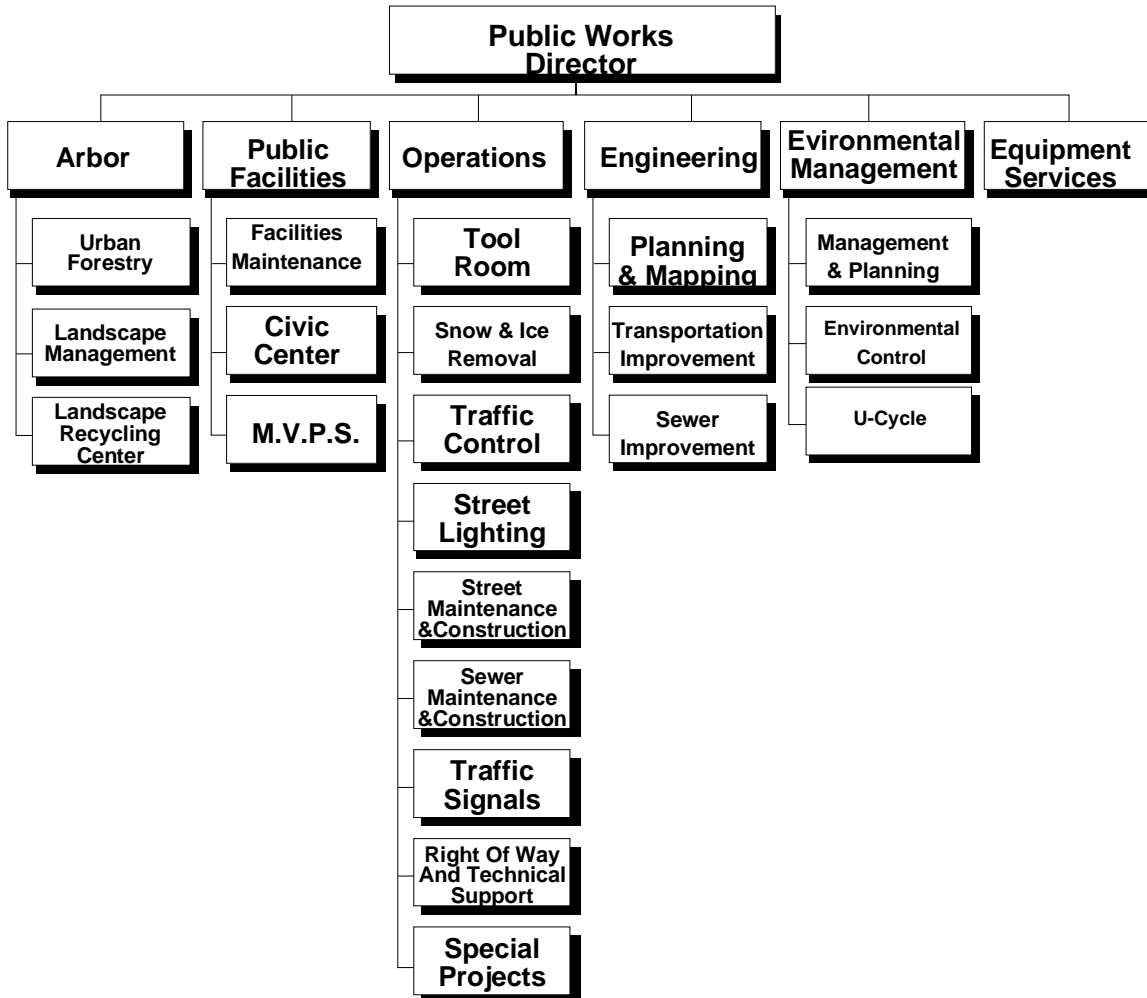 Public Works
Director
Arbor
Public
Facilities
Operations
Engineering
Evironmental
Management
Equipment
Services
Urban
Forestry
Landscape
Management
Landscape
Recycling
Center
Facilities
Maintenance
Civic
Center
M.V.P.S.
Tool
Room
Snow & Ice
Removal
Traffic
Control
Street
Lighting
Street
Maintenance
&Construction
Sewer
Maintenance
&Construction
Traffic
Signals
Right Of Way
And Technical
Support
Special
Projects
Planning
& Mapping
Transportation
Improvement
Sewer
Improvement
Management
& Planning
Environmental
Control
U-Cycle